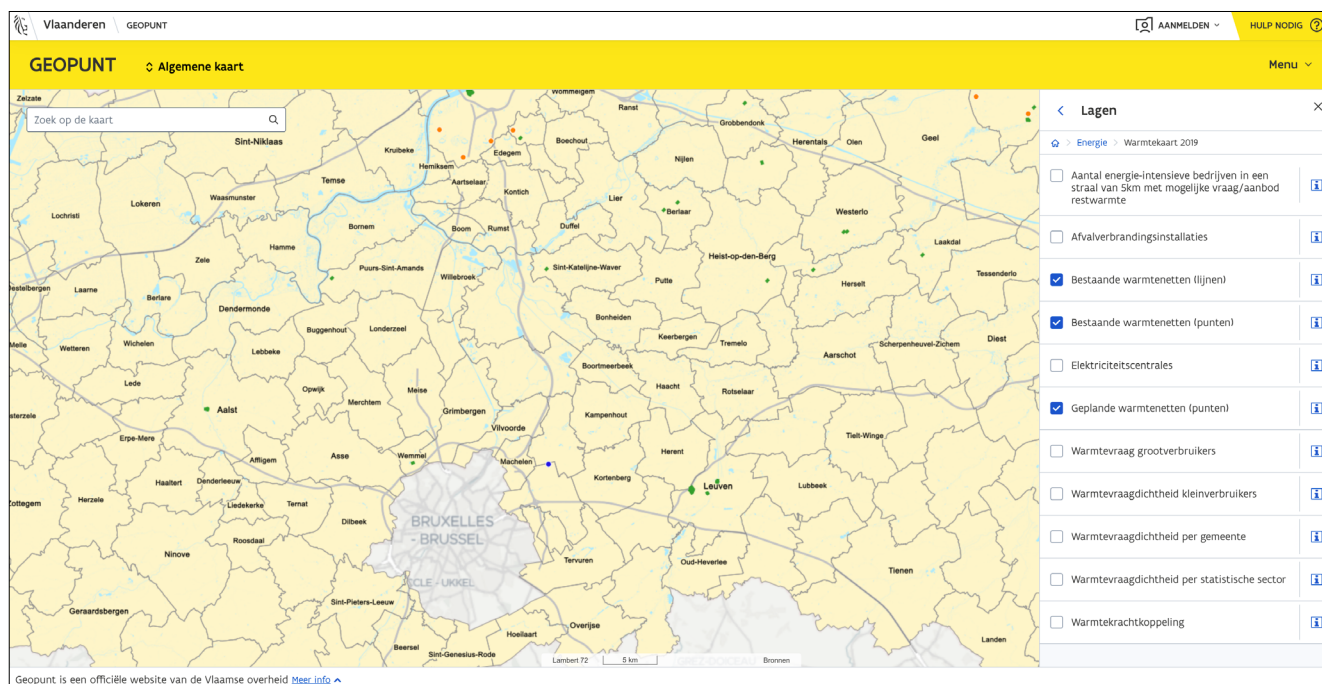 Vlaanderen
GEOPUNT
AANMELDEN
HULP NODIG
GEOPUNT
Algemene kaart
Menu
Zoek op de kaart
Zelzate
Wommelgem
Ranst
Grobbendonk
Sint-Niklaas
Kruibeke
Edegem
Boechout
Herentals
Olen
Geel
Nijlen
Hemiksem
Aartselaar
Temse
Kontich
Waasmunster
Lokeren
Lier
Berlaar
Westerlo
Lochristi
Bornem
Boom
Rumst
Duffel
Laakdal
Hamme
Heist-op-den-Berg
Zele
Puurs-Sint-Amands
Willebroek
Sint-Katelijne-Waver
Putte
Herselt
Tessenderlo
Laarne
Berlare
Dendermonde
Bonheiden
Buggenhout
Londerzeel
Keerbergen
Tremelo
Scherpenheuvel-Zichem
Diest
Melle
Wetteren
Wichelen
Lebbeke
Aarschot
Boortmeerbeek
Lede
Opwijk
Meise
Haacht
Rotselaar
Merchtem
Aalst
Grimbergen
Kampenhout
Vilvoorde
Tielt-Winge
Erpe-Mere
Affligem
Asse
Wemmel
Machelen
Herent
Kortenberg
Leuven
Lubbeek
Haaltert
Denderleeuw
Herzele
Liedekerke
Ternat
Dilbeek
BRUXELLES
- BRUSSEL
Roosdaal
Ninove
Tervuren
Oud-Heverlee
Tienen
UCCLE - UKKEL
Sint-Pieters-Leeuw
Geraardsbergen
Overijse
Hoeilaart
Beersel
Sint-Genesius-Rode
Landen
Lambert 72
5 km
Bronnen
Lagen
Energie > Warmtekaart 2019
Aantal energie-intensieve bedrijven in een
straal van 5km met mogelijke vraag/aanbod
restwarmte
Afvalverbrandingsinstallaties
Bestaande warmtenetten (lijnen)
Bestaande warmtenetten (punten)
Elektriciteitscentrales
Geplande warmtenetten (punten)
Warmtevraag grootverbruikers
Warmtevraagdichtheid kleinverbruikers
Warmtevraagdichtheid per gemeente
Warmtevraagdichtheid per statistische sector
Warmtekrachtkoppeling
Geopunt is een officiële website van de Vlaamse overheid Meer info